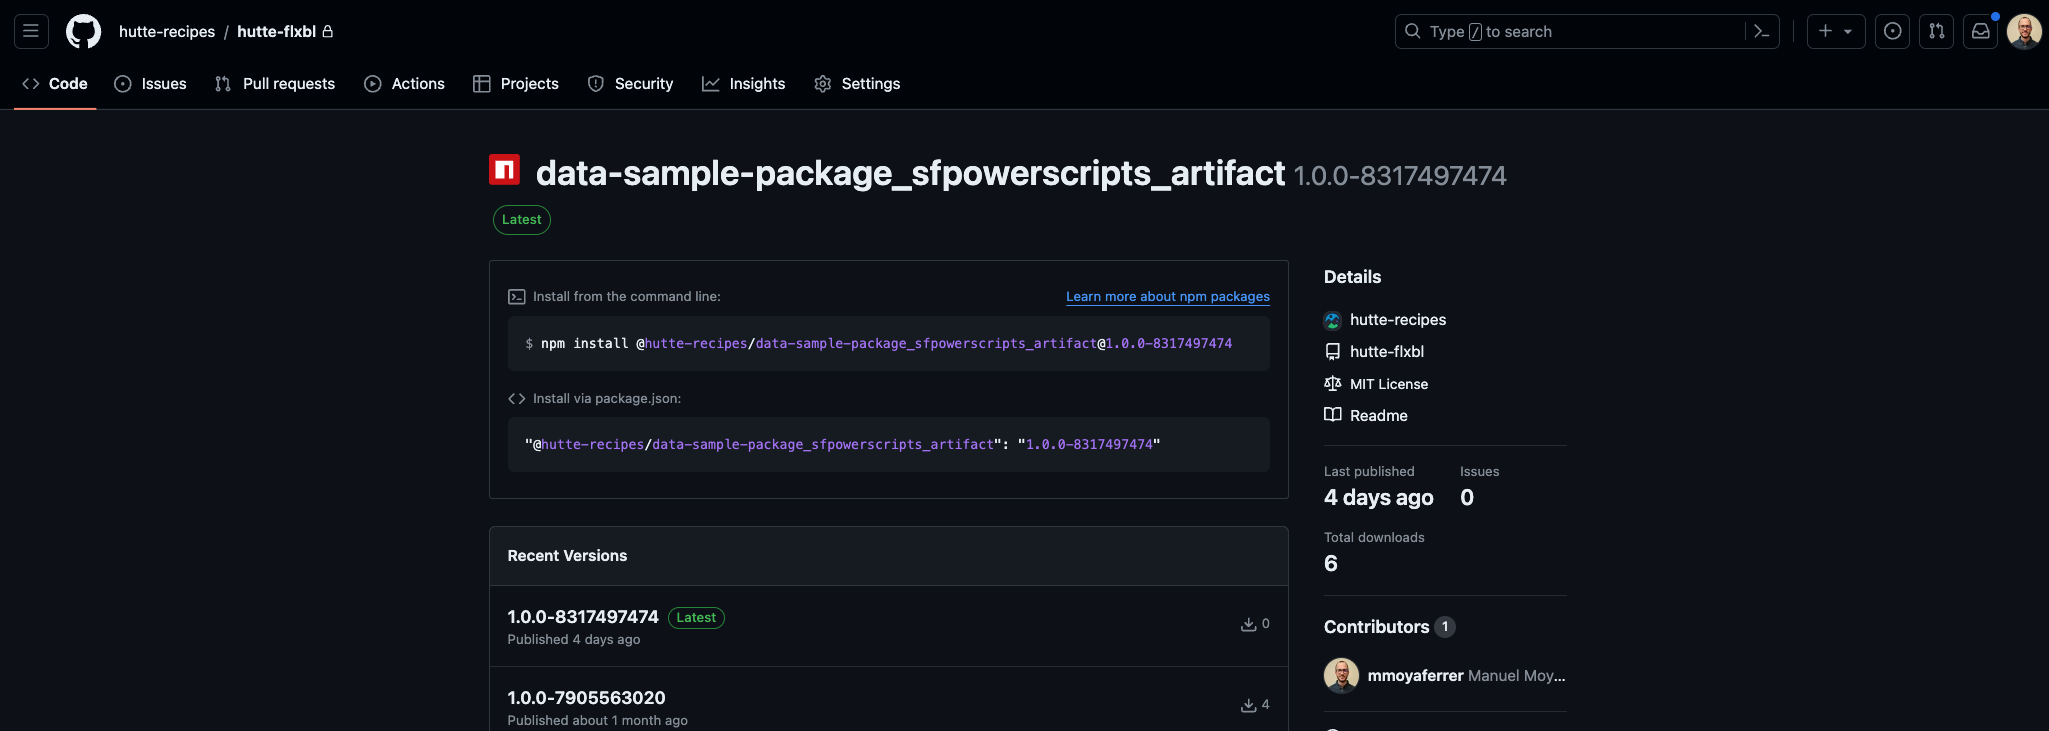 hutte-recipes / hutte-flxbl
Type / to search
Code Issues Pull requests Actions Projects Security Insights Settings
data-sample-package_sfpowerscripts_artifact 1.0.0-8317497474
Latest
Install from the command line:
Learn more about npm packages
$ npm install @hutte-recipes/data-sample-package_sfpowerscripts_artifact@1.0.0-8317497474
Install via package.json:
"@hutte-recipes/data-sample-package_sfpowerscripts_artifact": "1.0.0-8317497474"
Recent Versions
1.0.0-8317497474 Latest
Published 4 days ago
0
1.0.0-7905563020
Published about 1 month ago
4
Details
hutte-recipes
hutte-flxbl
MIT License
Readme
Last published Issues
4 days ago 0
Total downloads
6
Contributors 1
mmoyaferrer Manuel Moy...